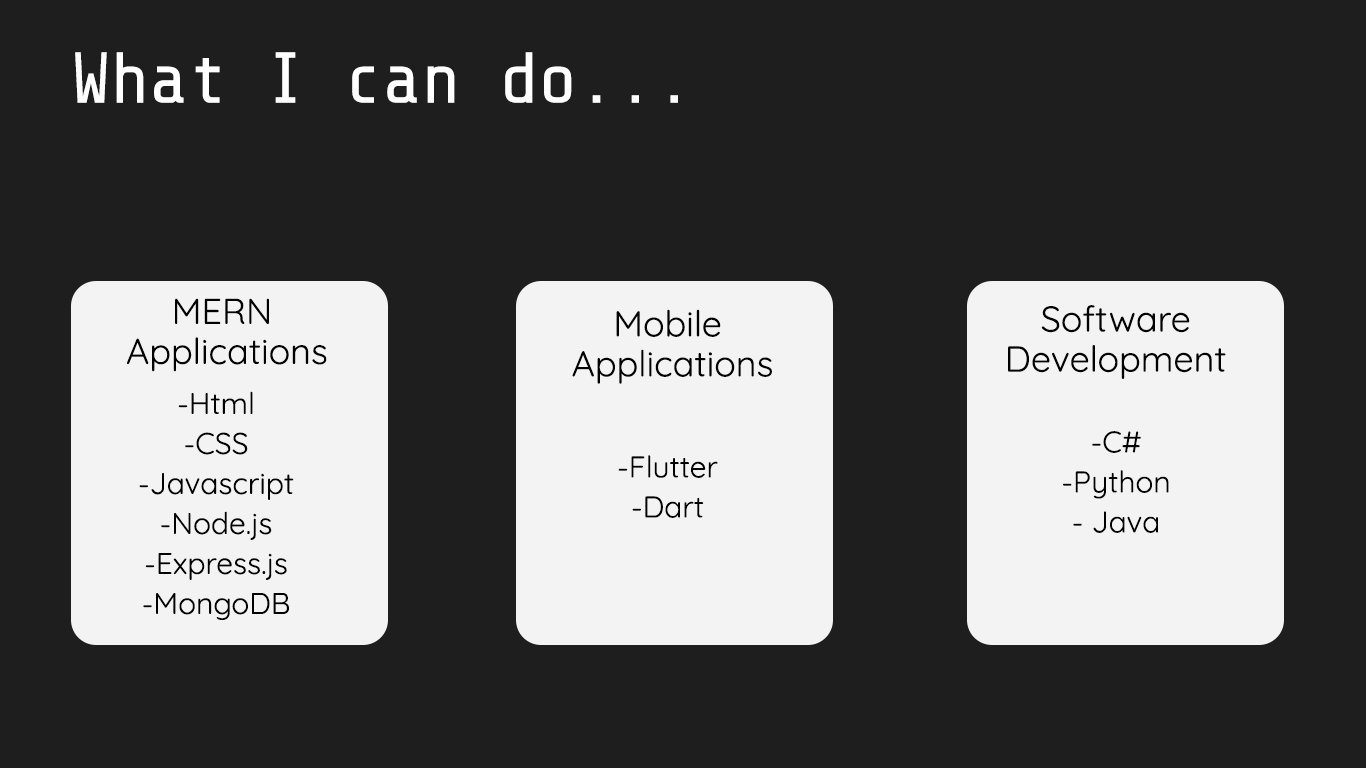 What I can do...
MERN
Applications
-Html
-CSS
-Javascript
-Node.js
-Express.js
-MongoDB
Mobile
Applications
-Flutter
-Dart
Software
Development
-C#
-Python
- Java